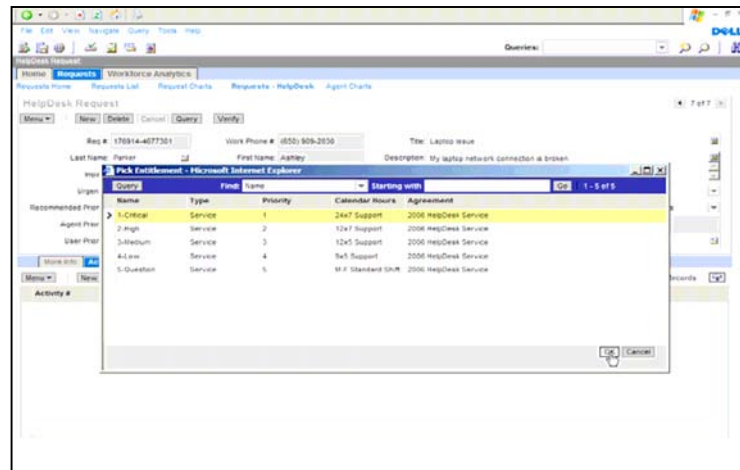 File Edit View Navigate Query Tools Help
DELL
Queries:
HelpDesk Request
Home Requests Workforce Analytics
Requests Home Requests List Request Charts Requests - HelpDesk Agent Charts
HelpDesk Request 7 of 7
Menu New Delete Cancel Query Verify
Req # Work Phone # Title: Laptop issue
Last Name: Parker First Name: Ashley Description: My laptop network connection is broken
Pick Entitlement - Microsoft Internet Explorer
Query Find: Name Starting with Go 1 - 5 of 5
Name Type Priority Calendar Hours Agreement
1-Critical Service 1 24x7 Support 2006 HelpDesk Service
2-High Service 2 12x7 Support 2006 HelpDesk Service
3-Medium Service 3 12x5 Support 2006 HelpDesk Service
4-Low Service 4 9x5 Support 2006 HelpDesk Service
5-Question Service 5 M-F Standard Shift 2006 HelpDesk Service
Urgen
Recommended Prior
Agent Prior
User Prior
More Info
Menu New
Activity #
OK Cancel